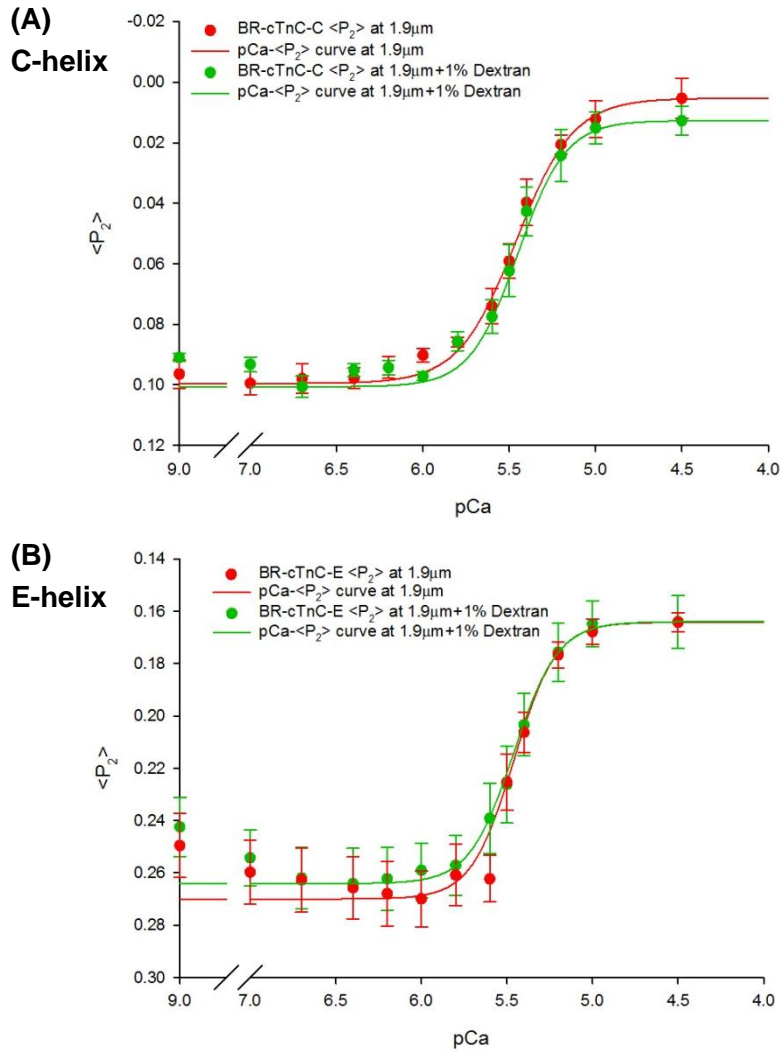 (A)
C-helix
BR-cTnC-C <P₂> at 1.9μm
pCa-<P₂> curve at 1.9μm
BR-cTnC-C <P₂> at 1.9μm+1% Dextran
pCa-<P₂> curve at 1.9μm+1% Dextran
-0.02
0.00
0.02
0.04
0.06
0.08
0.10
0.12
<P₂>
9.0 7.0 6.5 6.0 5.5 5.0 4.5 4.0
pCa
(B)
E-helix
BR-cTnC-E <P₂> at 1.9μm
pCa-<P₂> curve at 1.9μm
BR-cTnC-E <P₂> at 1.9μm+1% Dextran
pCa-<P₂> curve at 1.9μm+1% Dextran
0.14
0.16
0.18
0.20
0.22
0.24
0.26
0.28
0.30
<P₂>
9.0 7.0 6.5 6.0 5.5 5.0 4.5 4.0
pCa